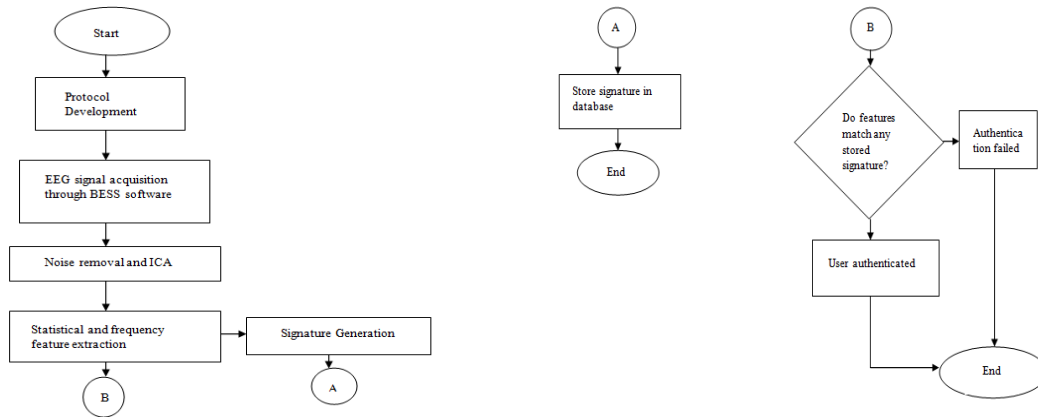 Start
Protocol
Development
EEG signal acquisition
through BESS software
Noise removal and ICA
Statistical and frequency
feature extraction
Signature Generation
B
A
A
Store signature in
database
End
B
Do features
match any
stored
signature?
Authentica
tion failed
User authenticated
End